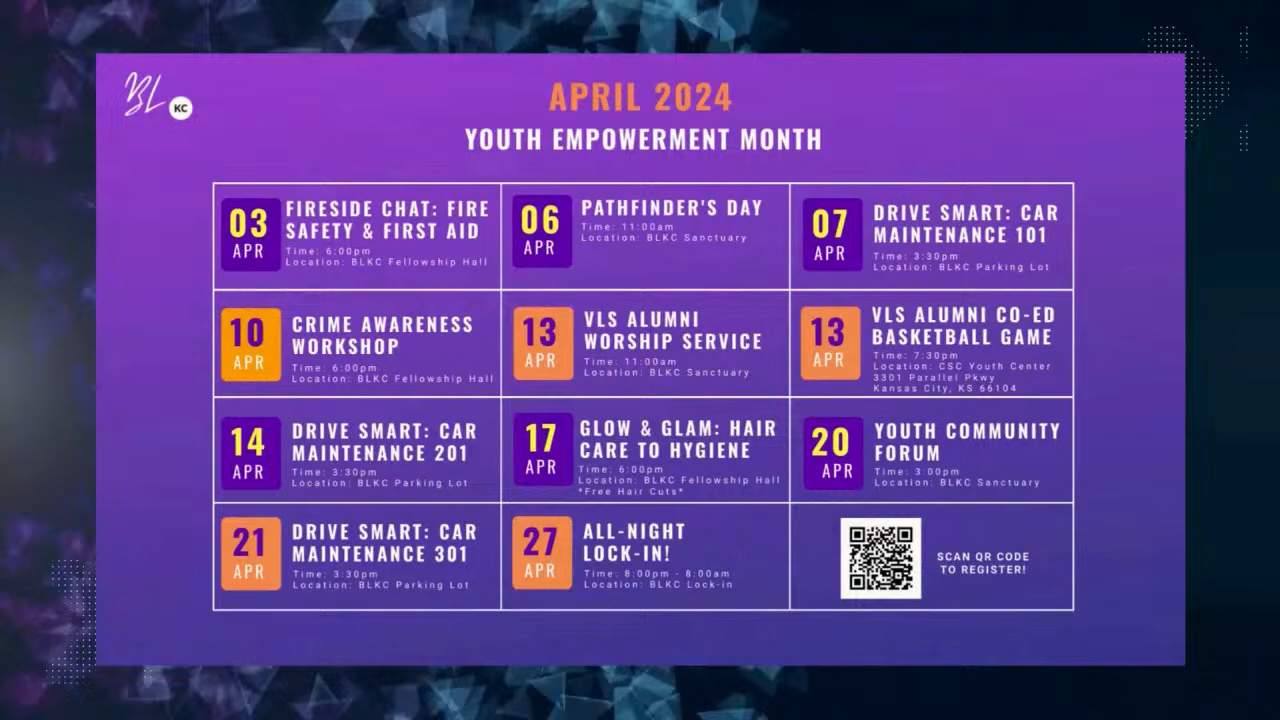 BL
KC
APRIL 2024
YOUTH EMPOWERMENT MONTH
03
APR
FIRESIDE CHAT: FIRE
SAFETY & FIRST AID
Time: 6:00pm
Location: BLKC Fellowship Hall
06
APR
PATHFINDER'S DAY
Time: 11:00am
Location: BLKC Sanctuary
07
APR
DRIVE SMART: CAR
MAINTENANCE 101
Time: 3:30pm
Location: BLKC Parking Lot
10
APR
CRIME AWARENESS
WORKSHOP
Time: 6:00pm
Location: BLKC Fellowship Hall
13
APR
VLS ALUMNI
WORSHIP SERVICE
Time: 11:00am
Location: BLKC Sanctuary
13
APR
VLS ALUMNI CO-ED
BASKETBALL GAME
Time: 7:30pm
Location: CSC Youth Center
3301 Parallel Pkwy
Kansas City, KS 66104
14
APR
DRIVE SMART: CAR
MAINTENANCE 201
Time: 3:30pm
Location: BLKC Parking Lot
17
APR
GLOW & GLAM: HAIR
CARE TO HYGIENE
Time: 6:00pm
Location: BLKC Fellowship Hall
*Free Hair Cuts*
20
APR
YOUTH COMMUNITY
FORUM
Time: 3:00pm
Location: BLKC Sanctuary
21
APR
DRIVE SMART: CAR
MAINTENANCE 301
Time: 3:30pm
Location: BLKC Parking Lot
27
APR
ALL-NIGHT
LOCK-IN!
Time: 8:00pm - 8:00am
Location: BLKC Lock-in
SCAN QR CODE
TO REGISTER!